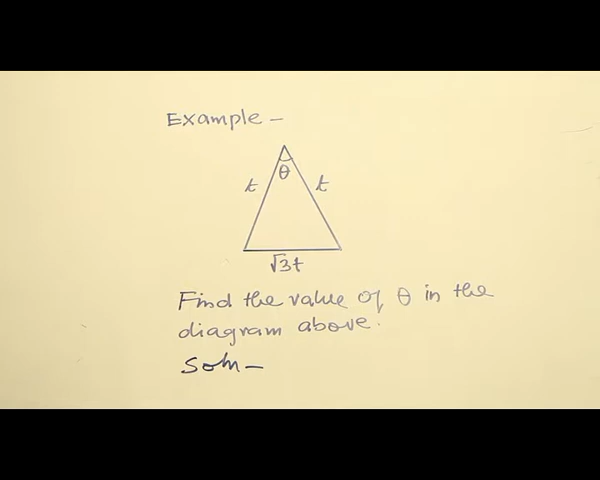 Example -
θ
t
t
√3t
Find the value of θ in the
diagram above.
Soln -